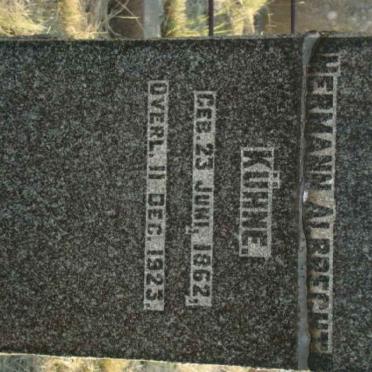 HERMANN ALBRECHT
KÜHNE
GEB. 23 JUNI, 1862,
OVERL. 11 DEC. 1923,